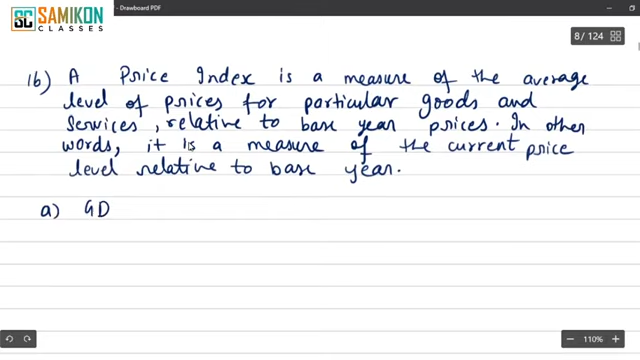 - Drawboard PDF
SAMIKON
CLASSES
8 / 124
16) A Price Index is a measure of the average
level of prices for particular goods and
services, relative to base year prices. In other
words, it is a measure of the current price
level relative to base year.
a) GD
110%